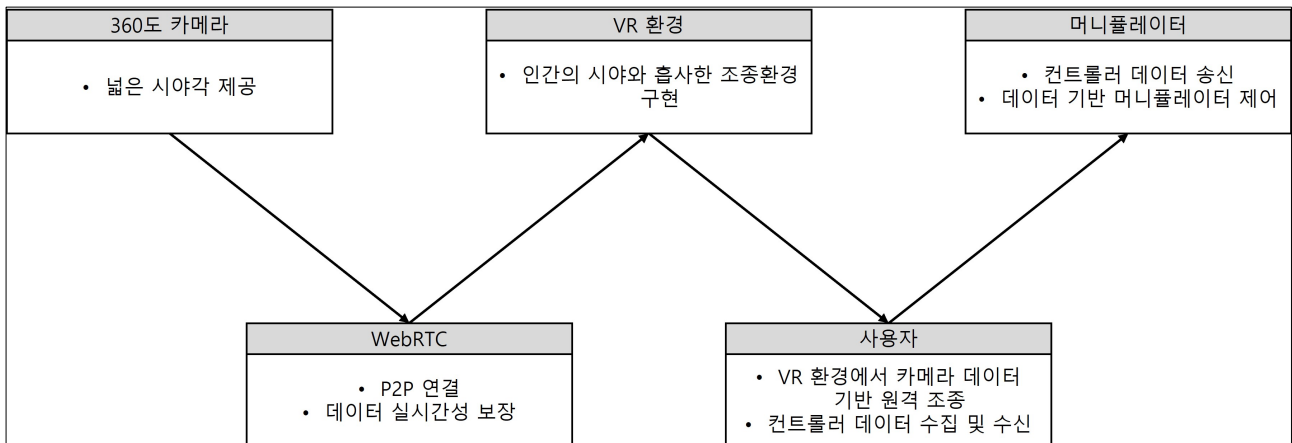 360도 카메라
• 넓은 시야각 제공
VR 환경
• 인간의 시야와 흡사한 조종환경
구현
머니퓰레이터
• 컨트롤러 데이터 송신
• 데이터 기반 머니퓰레이터 제어
WebRTC
• P2P 연결
• 데이터 실시간성 보장
사용자
• VR 환경에서 카메라 데이터
기반 원격 조종
• 컨트롤러 데이터 수집 및 수신